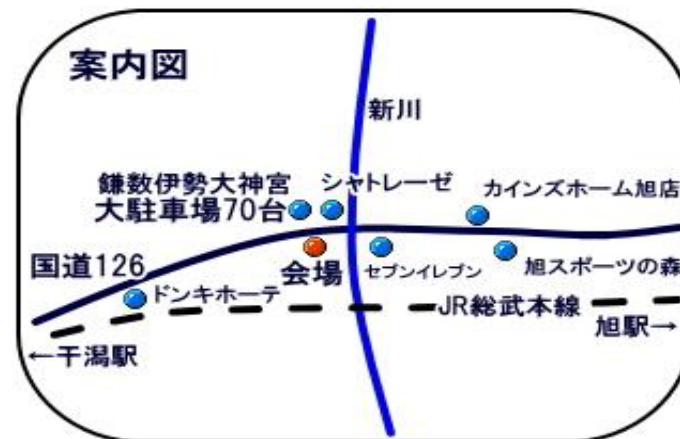 案内図
新川
鎌数伊勢大神宮
シャトレーゼ
大駐車場70台
カインズホーム旭店
国道126
会場
セブンイレブン
旭スポーツの森
ドンキホーテ
JR総武本線
旭駅→
←干潟駅